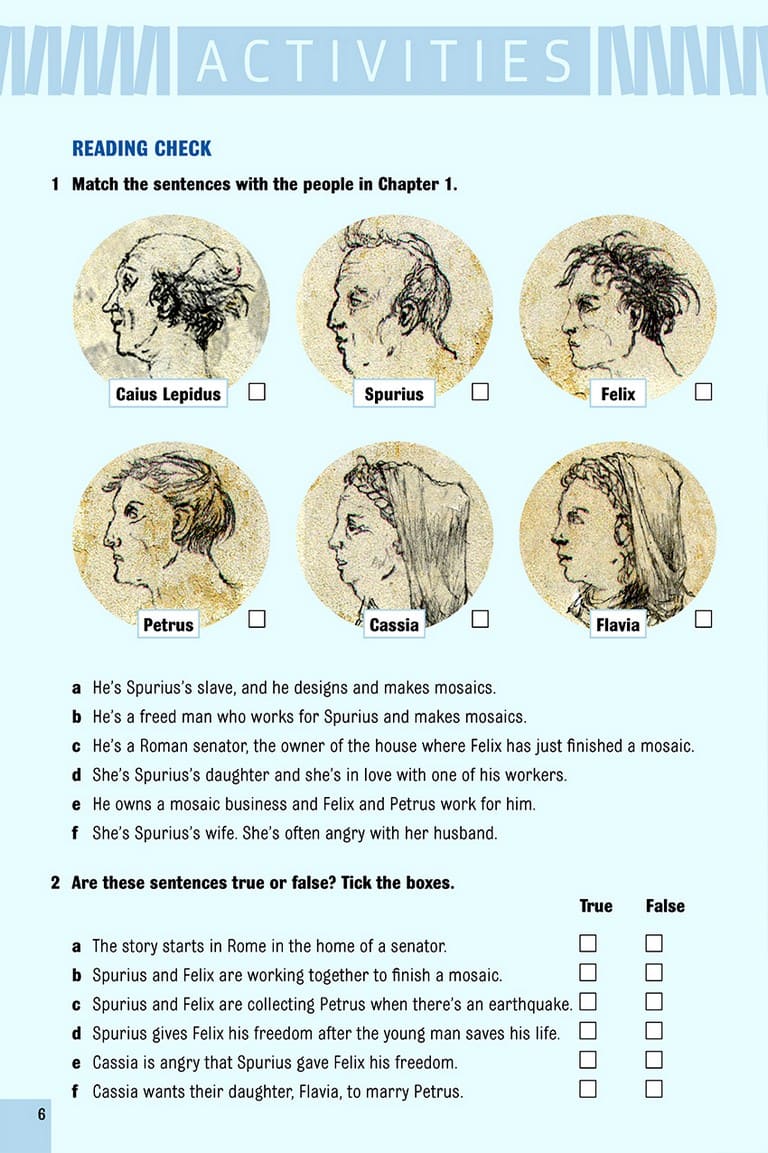 ACTIVITIES
READING CHECK
1 Match the sentences with the people in Chapter 1.
Caius Lepidus
Spurius
Felix
Petrus
Cassia
Flavia
a He's Spurius's slave, and he designs and makes mosaics.
b He's a freed man who works for Spurius and makes mosaics.
c He's a Roman senator, the owner of the house where Felix has just finished a mosaic.
d She's Spurius's daughter and she's in love with one of his workers.
e He owns a mosaic business and Felix and Petrus work for him.
f She's Spurius's wife. She's often angry with her husband.
2 Are these sentences true or false? Tick the boxes.
True False
a The story starts in Rome in the home of a senator.
b Spurius and Felix are working together to finish a mosaic.
c Spurius and Felix are collecting Petrus when there's an earthquake.
d Spurius gives Felix his freedom after the young man saves his life.
e Cassia is angry that Spurius gave Felix his freedom.
f Cassia wants their daughter, Flavia, to marry Petrus.
6